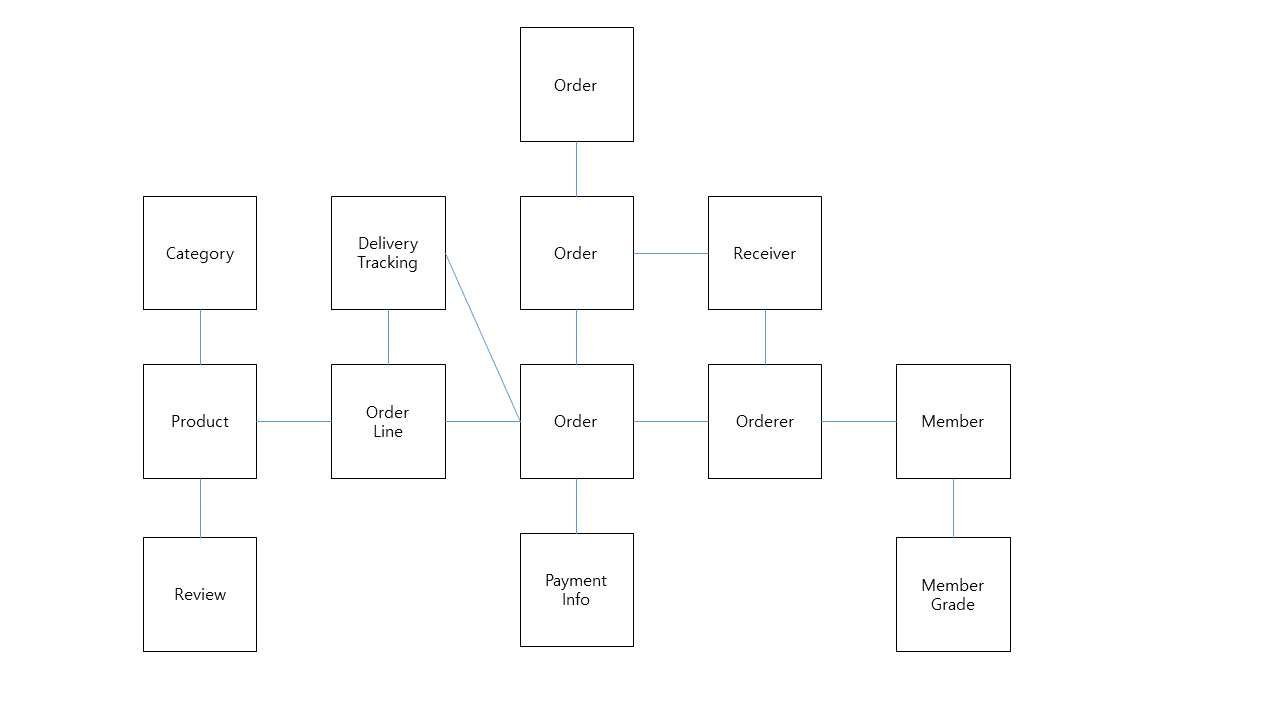 Order
Category
Delivery
Tracking
Order
Receiver
Product
Order
Line
Order
Orderer
Member
Review
Payment
Info
Member
Grade